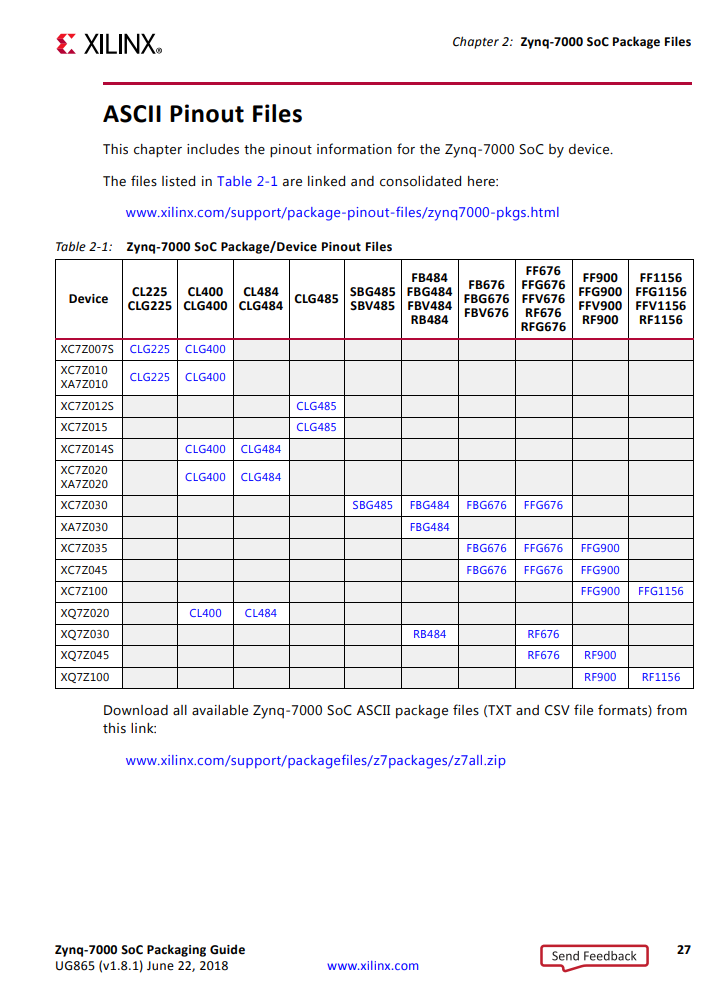 XILINX®
Chapter 2: Zynq-7000 SoC Package Files
ASCII Pinout Files
This chapter includes the pinout information for the Zynq-7000 SoC by device.
The files listed in Table 2-1 are linked and consolidated here:
www.xilinx.com/support/package-pinout-files/zynq7000-pkgs.html
Table 2-1: Zynq-7000 SoC Package/Device Pinout Files
Device
CL225
CLG225
CL400
CLG400
CL484
CLG484
CLG485
SBG485
SBV485
FB484
FBG484
FBV484
RB484
FB676
FBG676
FBV676
FF676
FFG676
FFV676
RF676
RFG676
FF900
FFG900
FFV900
RF900
FF1156
FFG1156
FFV1156
RF1156
XC7Z007S CLG225 CLG400
XC7Z010
XA7Z010 CLG225 CLG400
XC7Z012S CLG485
XC7Z015 CLG485
XC7Z014S CLG400 CLG484
XC7Z020
XA7Z020 CLG400 CLG484
XC7Z030 SBG485 FBG484 FBG676 FFG676
XA7Z030 FBG484
XC7Z035 FBG676 FFG676 FFG900
XC7Z045 FBG676 FFG676 FFG900
XC7Z100 FFG900 FFG1156
XQ7Z020 CL400 CL484
XQ7Z030 RB484 RF676
XQ7Z045 RF676 RF900
XQ7Z100 RF900 RF1156
Download all available Zynq-7000 SoC ASCII package files (TXT and CSV file formats) from
this link:
www.xilinx.com/support/packagefiles/z7packages/z7all.zip
Zynq-7000 SoC Packaging Guide
UG865 (v1.8.1) June 22, 2018
www.xilinx.com
Send Feedback
27